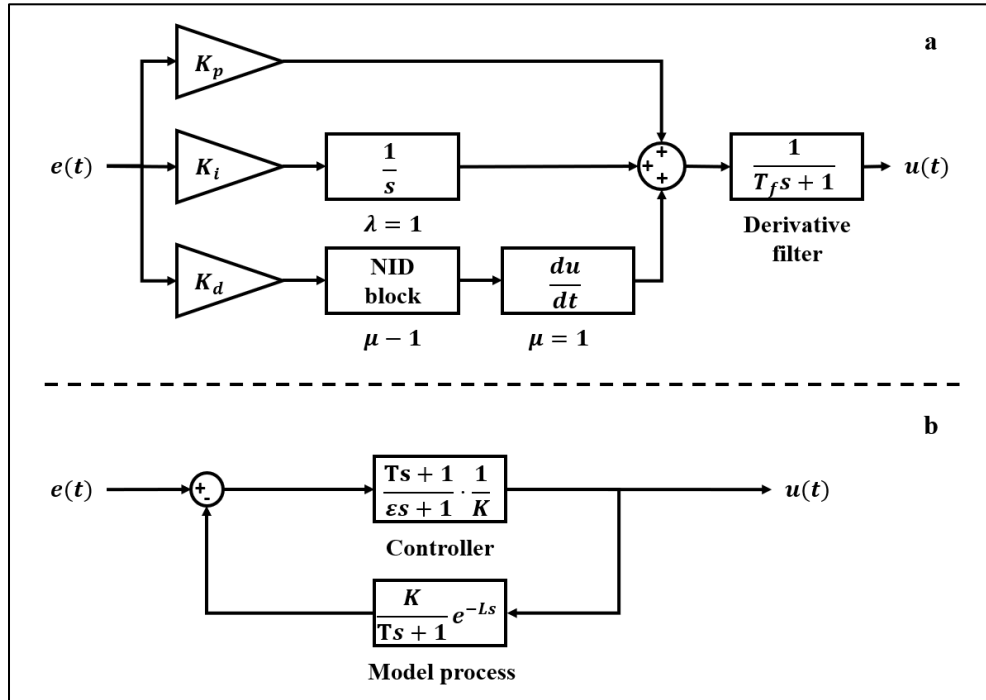 a
K_p
e(t)
K_i
1/s
λ = 1
+
+
+
1/(T_f s + 1)
u(t)
Derivative
filter
K_d
NID
block
μ − 1
du/dt
μ = 1
b
e(t)
+
-
Ts + 1/εs + 1 · 1/K
u(t)
Controller
K/Ts + 1 e^{-Ls}
Model process